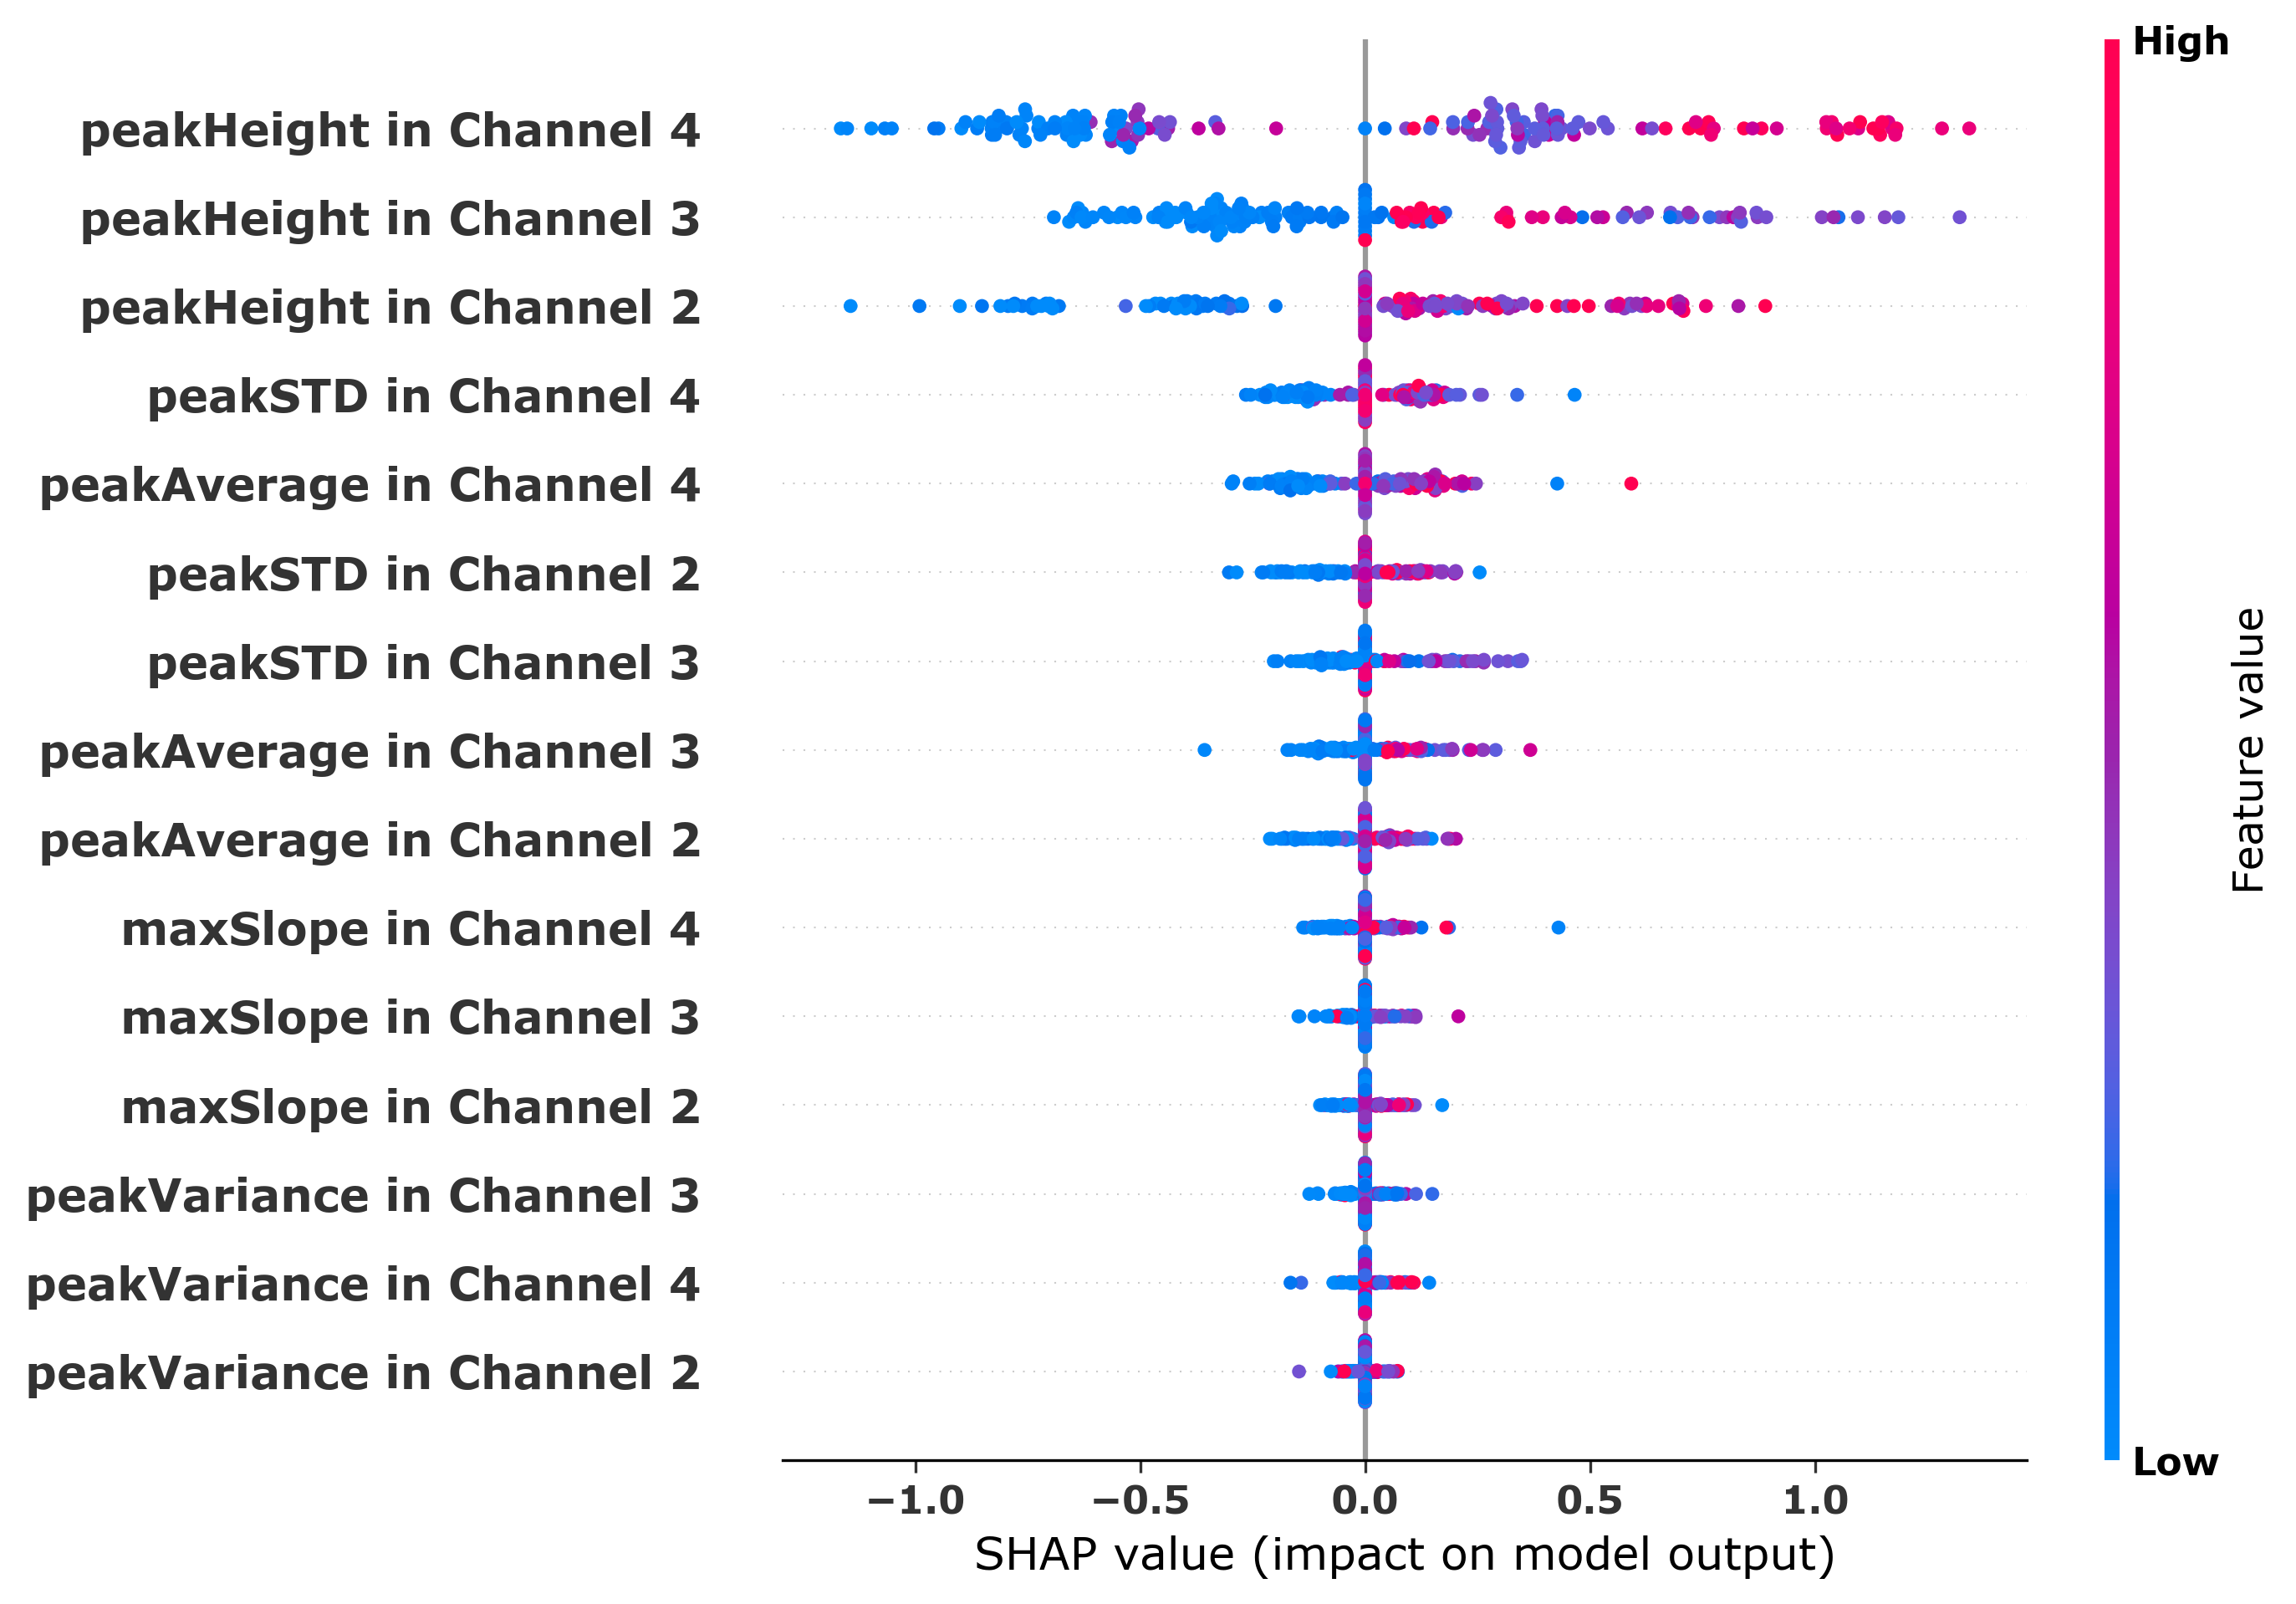 High
peakHeight in Channel 4
peakHeight in Channel 3
peakHeight in Channel 2
peakSTD in Channel 4
peakAverage in Channel 4
peakSTD in Channel 2
peakSTD in Channel 3
peakAverage in Channel 3
peakAverage in Channel 2
maxSlope in Channel 4
maxSlope in Channel 3
maxSlope in Channel 2
peakVariance in Channel 3
peakVariance in Channel 4
peakVariance in Channel 2
Feature value
Low
−1.0 −0.5 0.0 0.5 1.0
SHAP value (impact on model output)